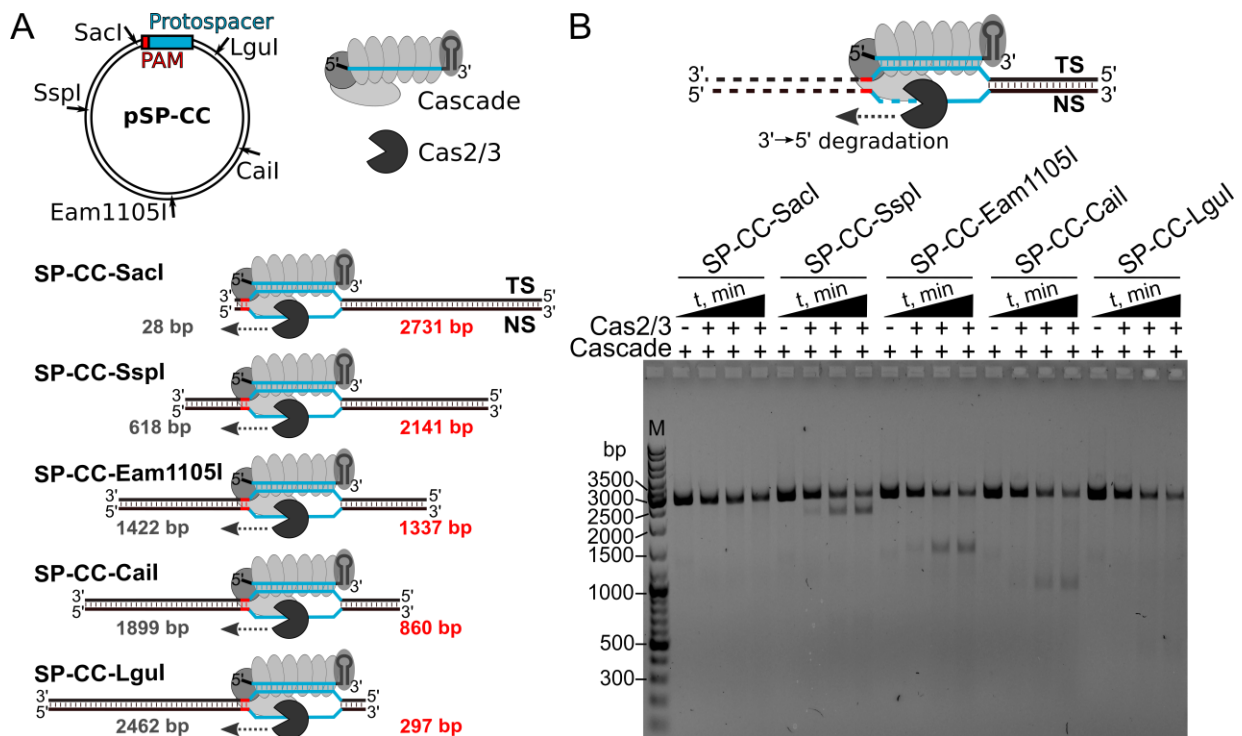 A
SacI
Protospacer
LguI
PAM
SspI
pSP-CC
CaiI
Eam1105I
5'
3'
Cascade
Cas2/3
SP-CC-SacI
5'
3'
3'
5'
TS
NS
28 bp
2731 bp
SP-CC-SspI
5'
3'
3'
5'
5'
3'
618 bp
2141 bp
SP-CC-Eam1105I
5'
3'
3'
5'
5'
3'
1422 bp
1337 bp
SP-CC-CaiI
5'
3'
3'
5'
5'
3'
1899 bp
860 bp
SP-CC-LguI
5'
3'
3'
5'
5'
3'
2462 bp
297 bp
B
5'
3'
3'
5'
TS
NS
5'
3'
3'→5' degradation
SP-CC-SacI
SP-CC-SspI
SP-CC-Eam1105I
SP-CC-CaiI
SP-CC-LguI
t, min t, min t, min t, min t, min
Cas2/3 - + + + - + + + - + + + - + + + - + + +
Cascade + + + + + + + + + + + + + + + + + + + +
M
bp
3500
3000
2500
2000
1500
1000
500
300